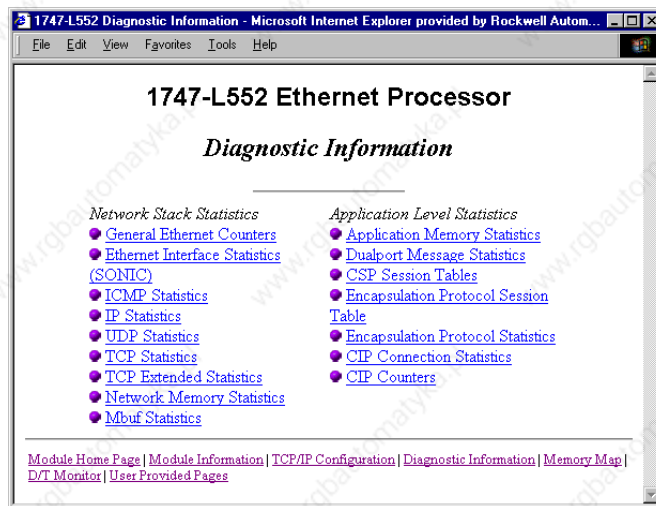 1747-L552 Diagnostic Information - Microsoft Internet Explorer provided by Rockwell Autom...
File Edit View Favorites Tools Help
1747-L552 Ethernet Processor
Diagnostic Information
Network Stack Statistics
General Ethernet Counters
Ethernet Interface Statistics
(SONIC)
ICMP Statistics
IP Statistics
UDP Statistics
TCP Statistics
TCP Extended Statistics
Network Memory Statistics
Mbuf Statistics
Application Level Statistics
Application Memory Statistics
Dualport Message Statistics
CSP Session Tables
Encapsulation Protocol Session
Table
Encapsulation Protocol Statistics
CIP Connection Statistics
CIP Counters
Module Home Page | Module Information | TCP/IP Configuration | Diagnostic Information | Memory Map |
D/T Monitor | User Provided Pages